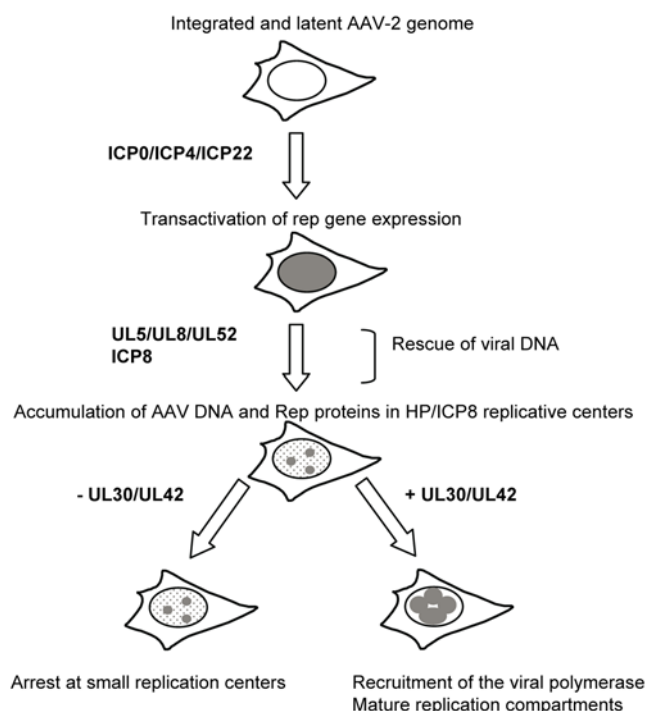 Integrated and latent AAV-2 genome
ICP0/ICP4/ICP22
Transactivation of rep gene expression
UL5/UL8/UL52
ICP8
Rescue of viral DNA
Accumulation of AAV DNA and Rep proteins in HP/ICP8 replicative centers
- UL30/UL42
+ UL30/UL42
Arrest at small replication centers
Recruitment of the viral polymerase
Mature replication compartments